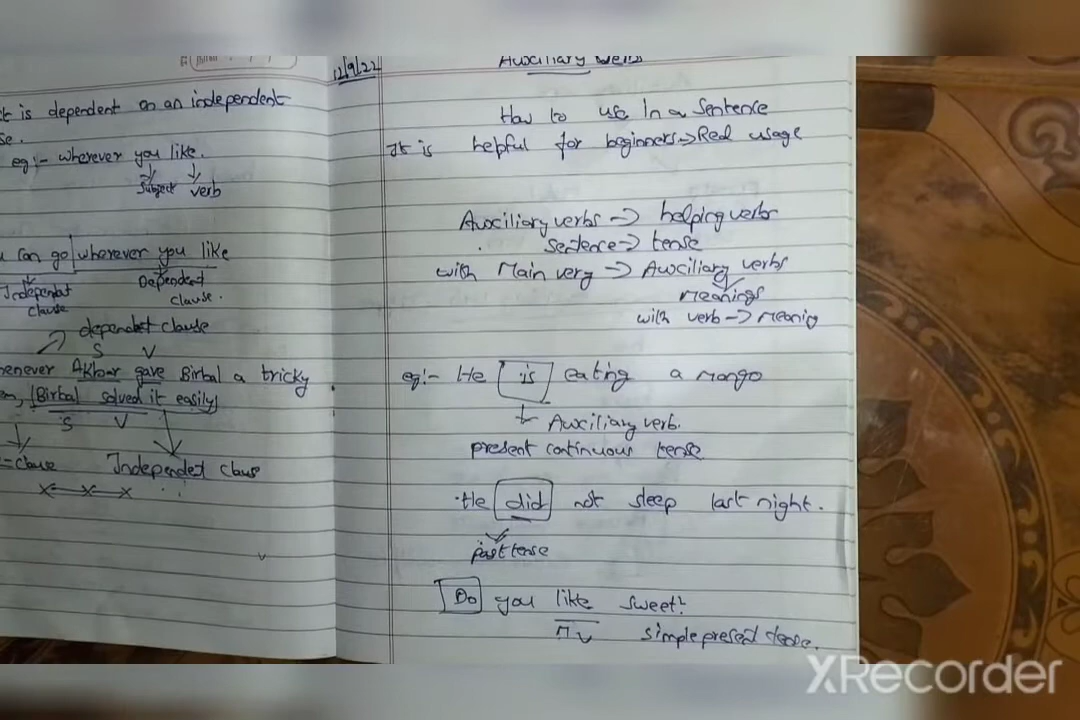 t is dependent on an independent
se.
eg:- wherever you like.
Subject verb
u can go wherever you like
Independent clause
Dependent clause.
dependent clause
S V
henever Akbar gave Birbal a tricky
m, (Birbal solved it easily)
S V
=clause Independent clause
x x x
12/9/22
Auxiliary verbs
How to use In a Sentence
It is helpful for beginners→Real usage
Auxiliary verbs → helping verbs
sentence→ tense
with Main very → Auxiliary verbs
meanings
with verb → meaning
eg:- He is eating a mango
Auxiliary verb.
present continuous tense
He did not sleep last night.
past tense
Do you like sweet?
MV simple present tense.
XRecorder